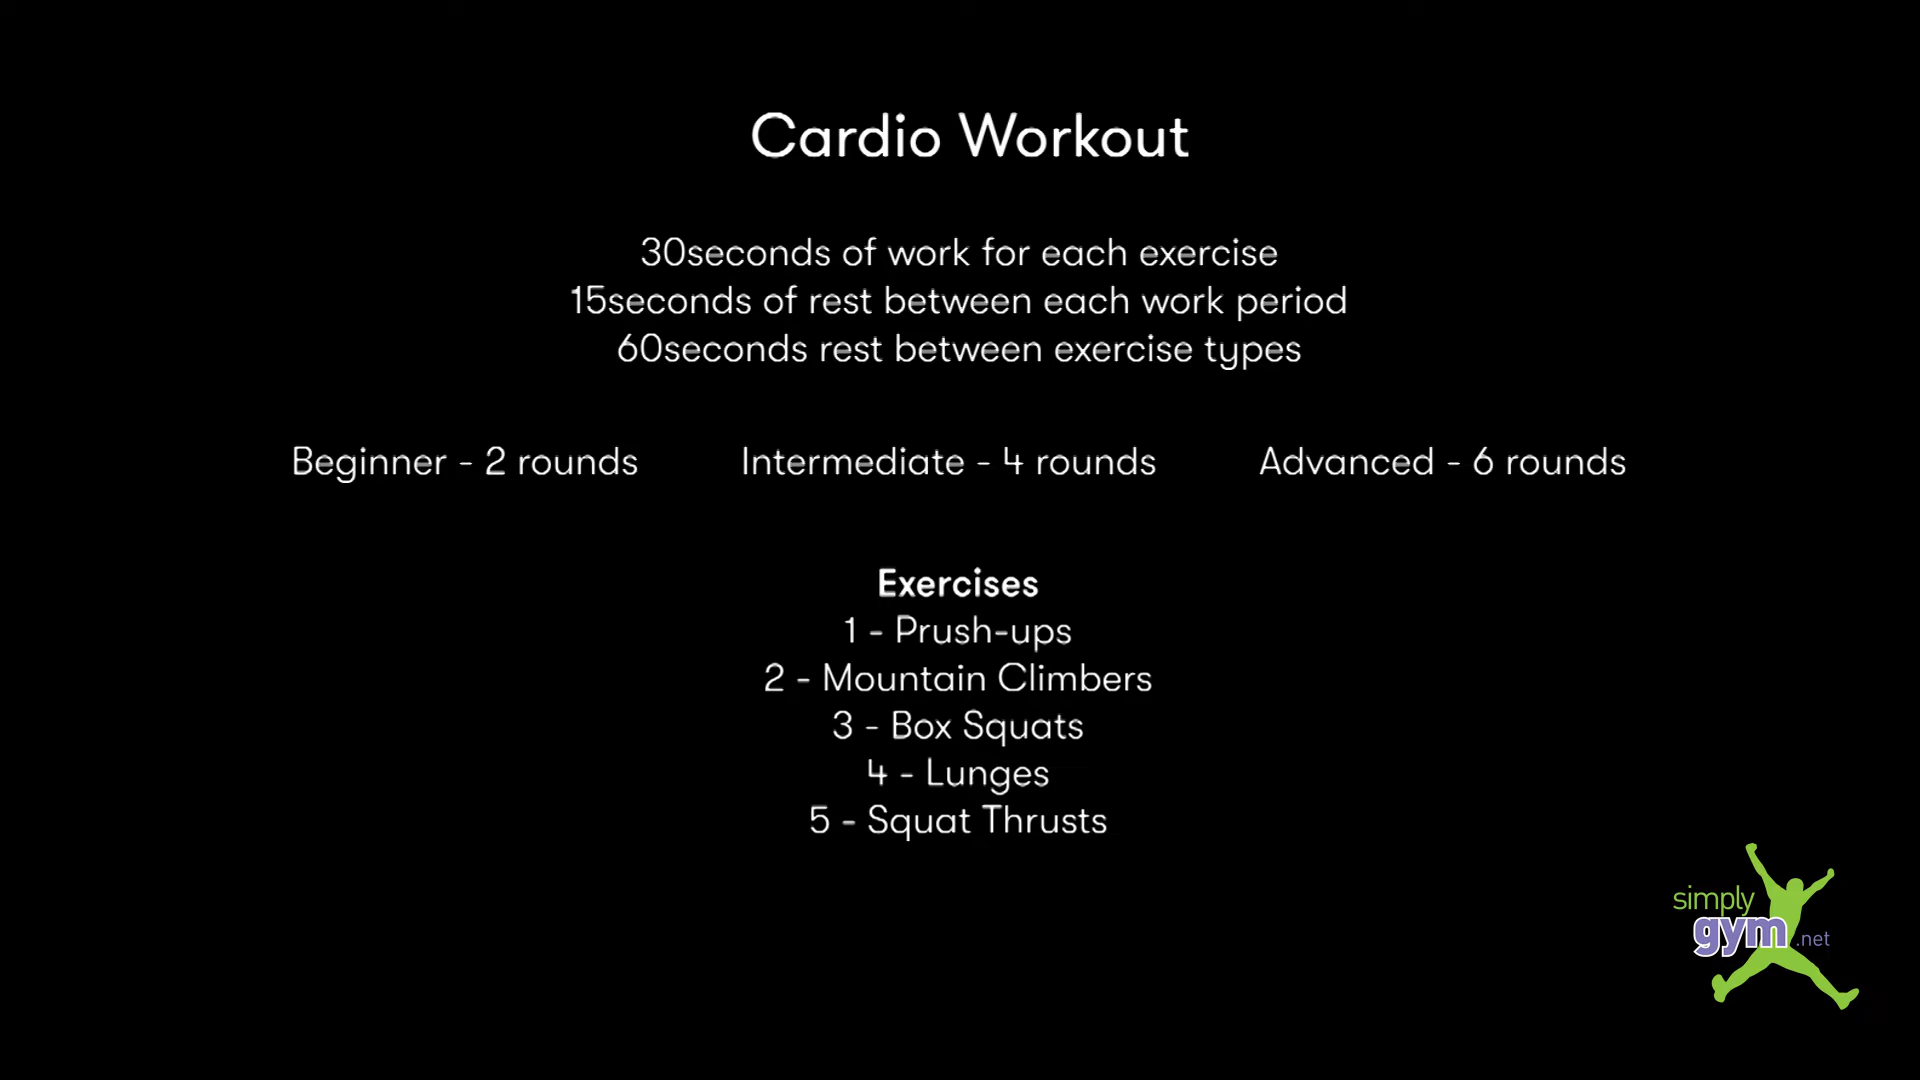 Cardio Workout
30seconds of work for each exercise
15seconds of rest between each work period
60seconds rest between exercise types
Beginner - 2 rounds Intermediate - 4 rounds Advanced - 6 rounds
Exercises
1 - Prush-ups
2 - Mountain Climbers
3 - Box Squats
4 - Lunges
5 - Squat Thrusts
simply
gym.net